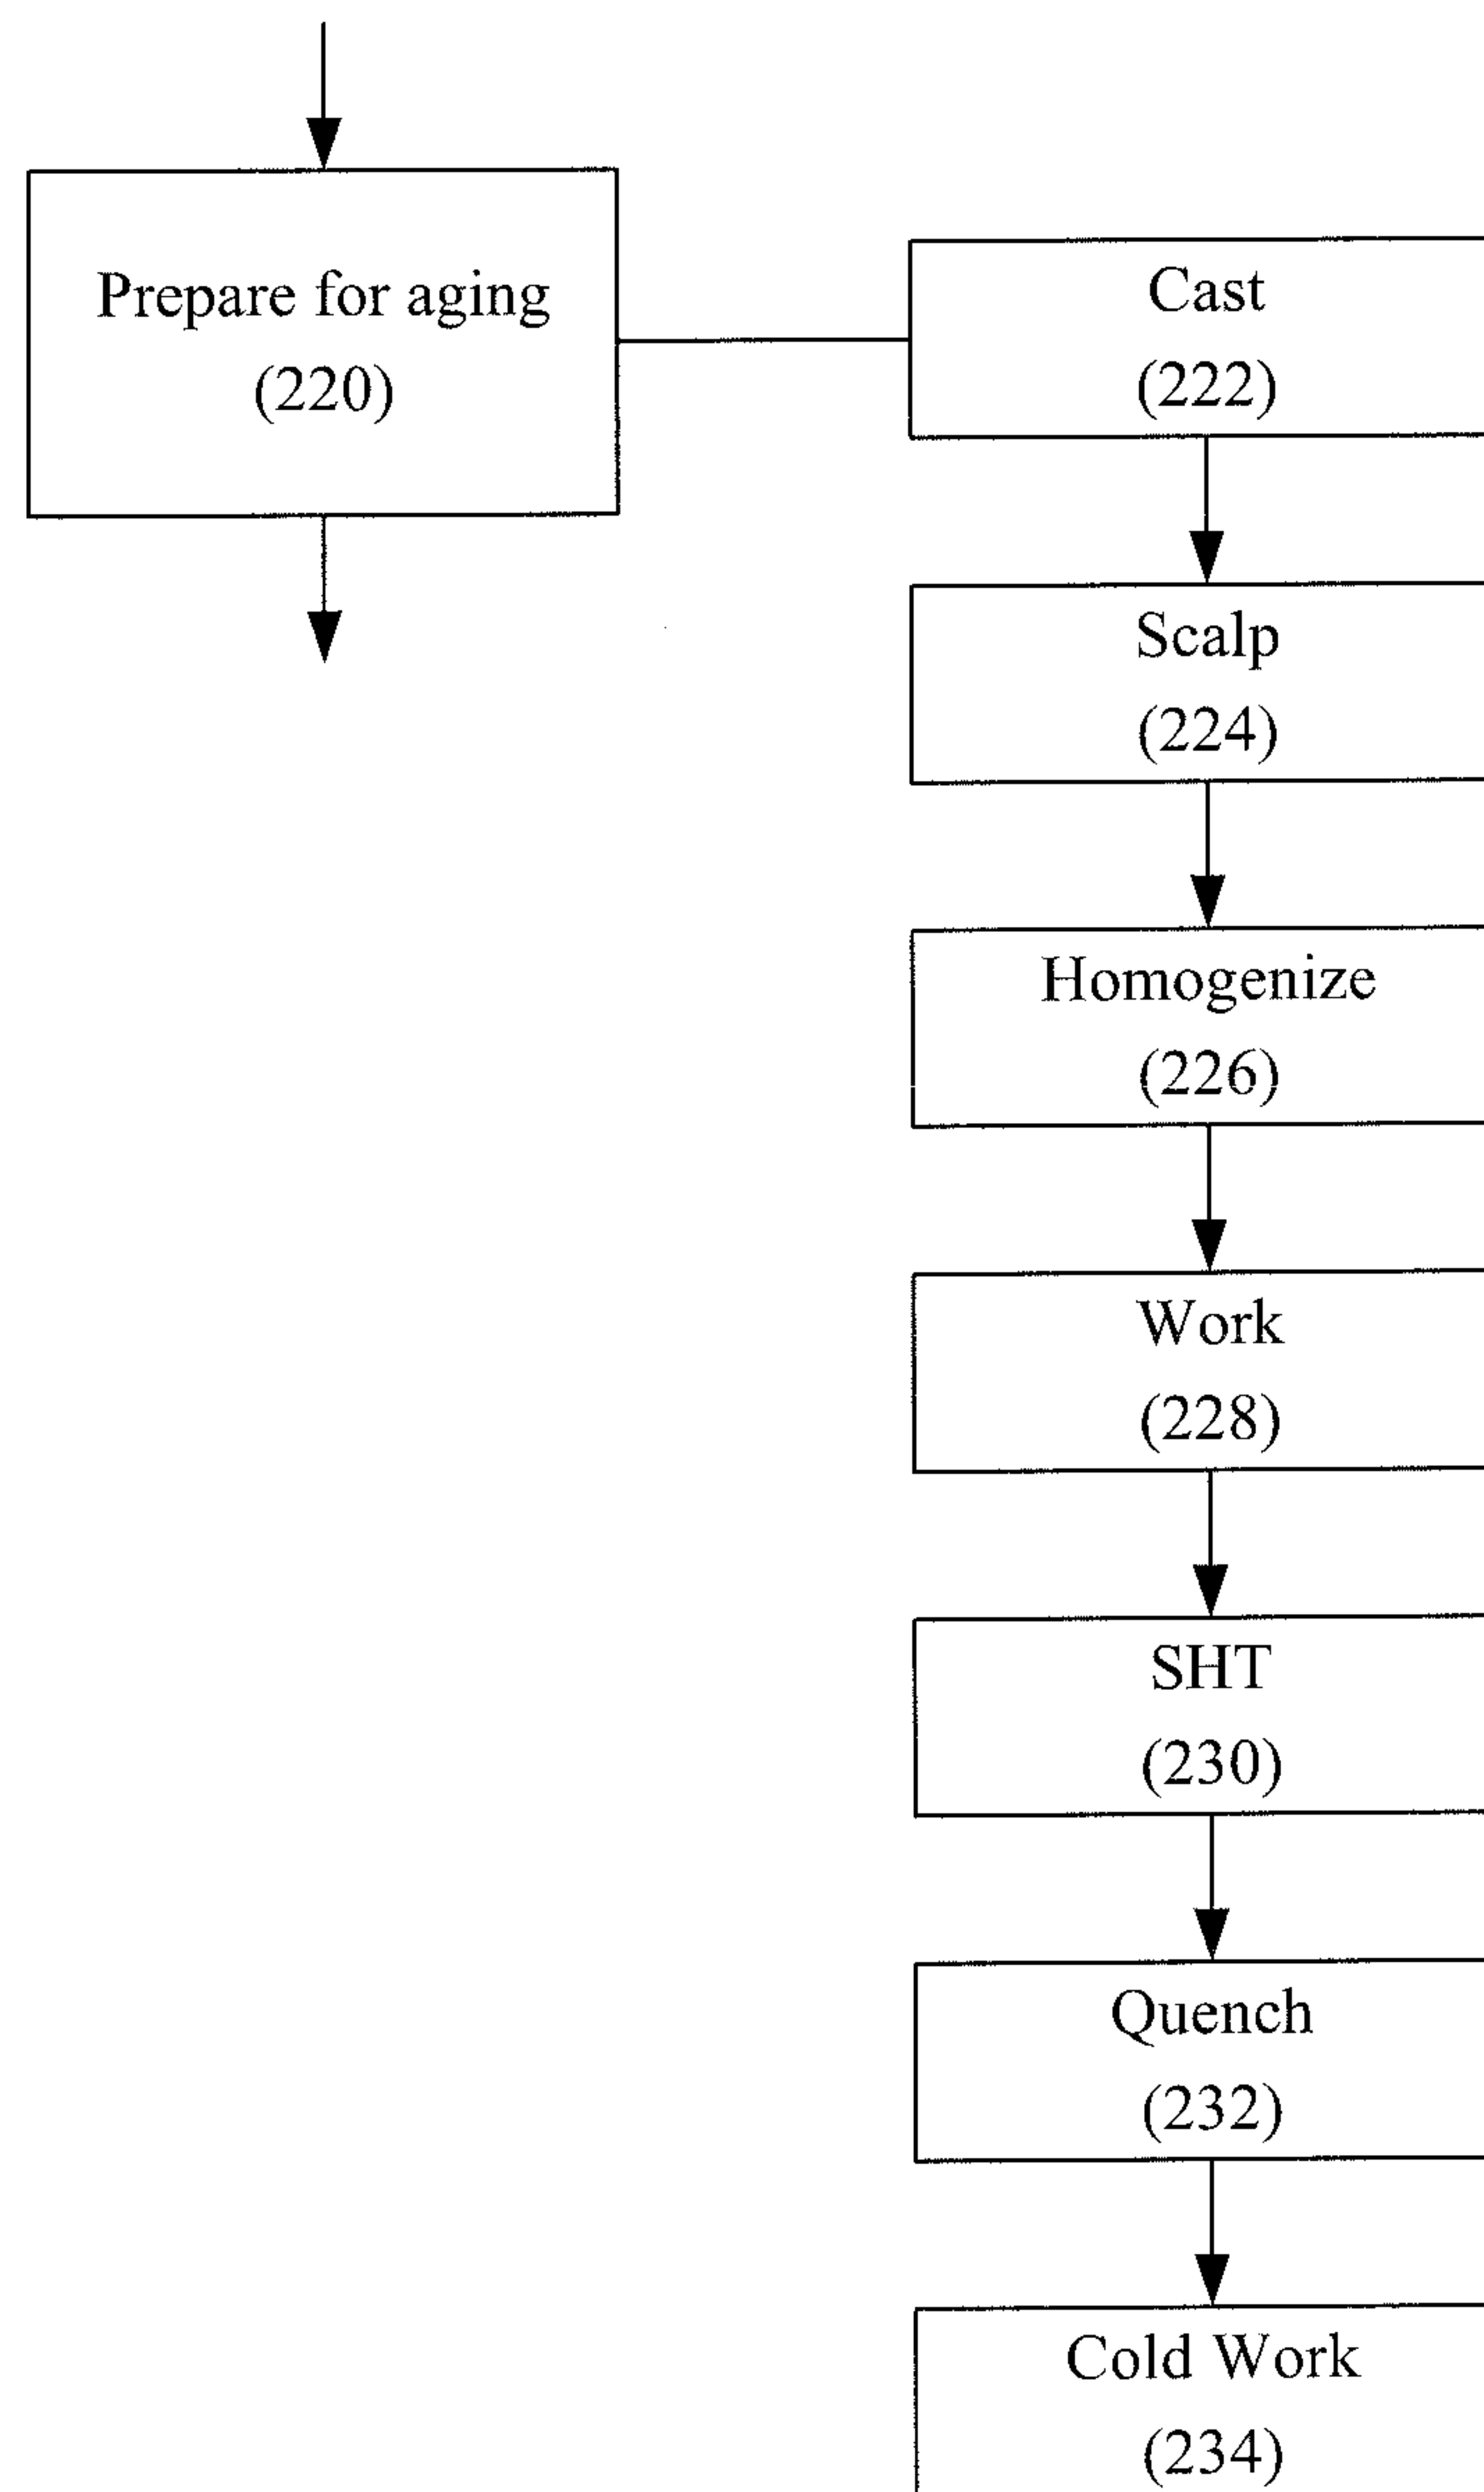 Prepare for aging
(220)
Cast
(222)
Scalp
(224)
Homogenize
(226)
Work
(228)
SHT
(230)
Quench
(232)
Cold Work
(234)